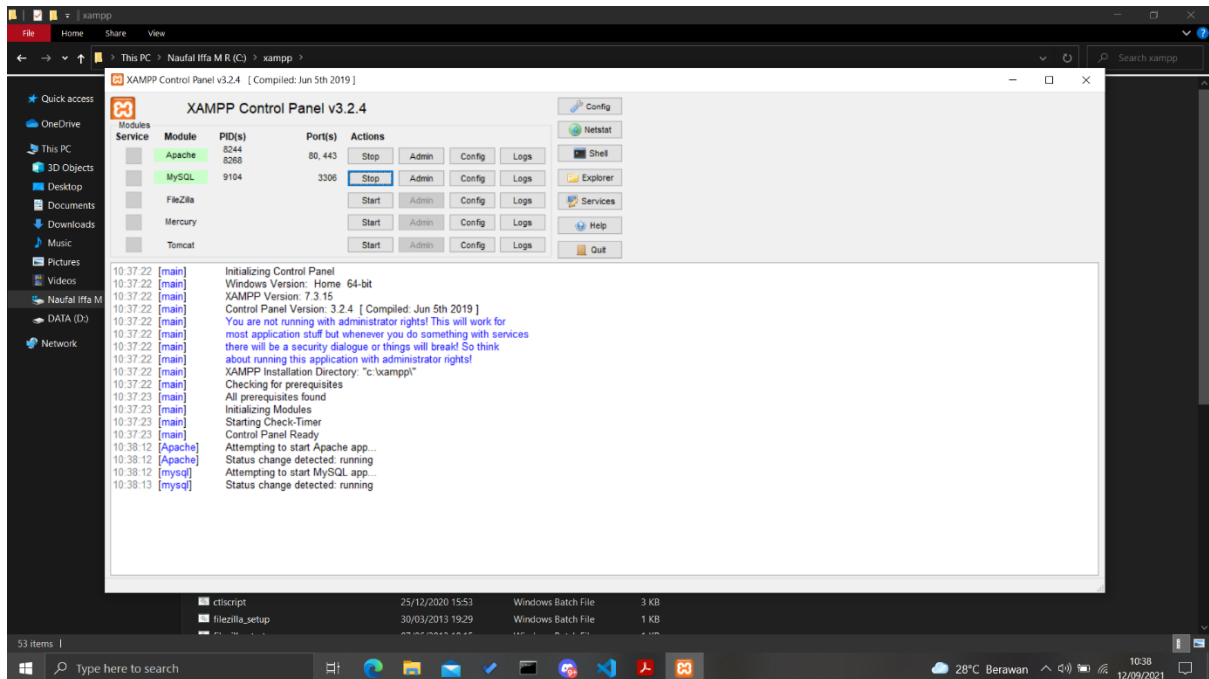 xampp
File Home Share View
This PC > Naufal Iffa M R (C:) > xampp >
Search xampp
XAMPP Control Panel v3.2.4 [ Compiled: Jun 5th 2019 ]
Quick access
OneDrive
This PC
3D Objects
Desktop
Documents
Downloads
Music
Pictures
Videos
Naufal Iffa M
DATA (D:)
Network
XAMPP Control Panel v3.2.4
Modules
Service Module PID(s) Port(s) Actions
Apache 8244 8268 80, 443 Stop Admin Config Logs
MySQL 9104 3306 Stop Admin Config Logs
FileZilla Start Admin Config Logs
Mercury Start Admin Config Logs
Tomcat Start Admin Config Logs
Config
Netstat
Shell
Explorer
Services
Help
Quit
10:37:22 [main] Initializing Control Panel
10:37:22 [main] Windows Version: Home 64-bit
10:37:22 [main] XAMPP Version: 7.3.15
10:37:22 [main] Control Panel Version: 3.2.4 [ Compiled: Jun 5th 2019 ]
10:37:22 [main] You are not running with administrator rights! This will work for
10:37:22 [main] most application stuff but whenever you do something with services
10:37:22 [main] there will be a security dialogue or things will break! So think
10:37:22 [main] about running this application with administrator rights!
10:37:22 [main] XAMPP Installation Directory: "c:\xampp\"
10:37:22 [main] Checking for prerequisites
10:37:23 [main] All prerequisites found
10:37:23 [main] Initializing Modules
10:37:23 [main] Starting Check-Timer
10:37:23 [main] Control Panel Ready
10:38:12 [Apache] Attempting to start Apache app...
10:38:12 [Apache] Status change detected: running
10:38:12 [mysql] Attempting to start MySQL app...
10:38:13 [mysql] Status change detected: running
ctlscript 25/12/2020 15:53 Windows Batch File 3 KB
filezilla_setup 30/03/2013 19:29 Windows Batch File 1 KB
53 items
Type here to search
28°C Berawan
10:38
12/09/2021